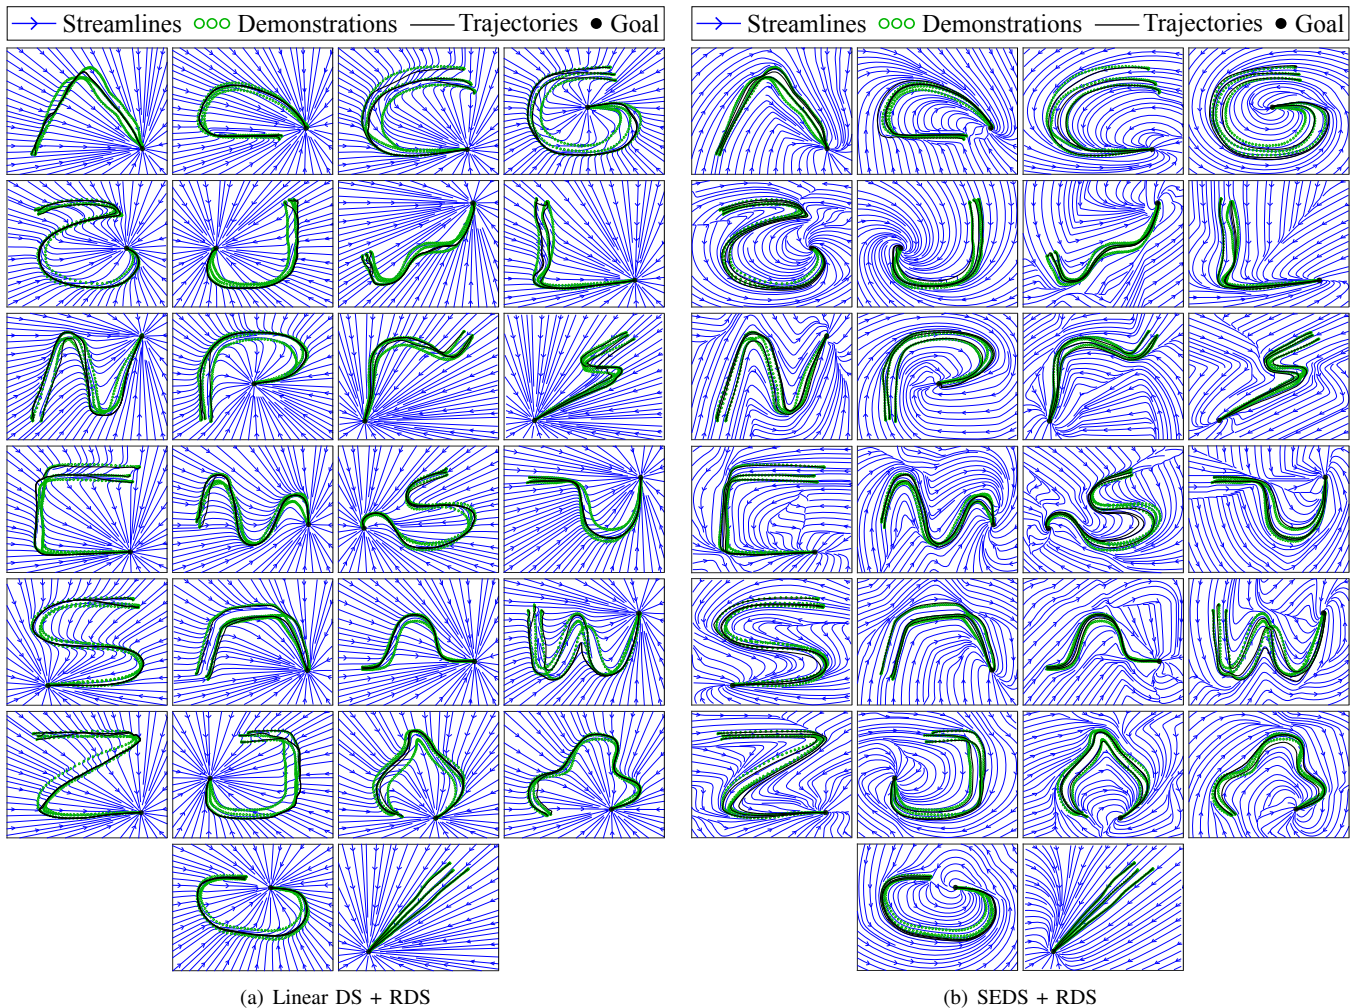 Streamlines Demonstrations Trajectories Goal
Streamlines Demonstrations Trajectories Goal
(a) Linear DS + RDS
(b) SEDS + RDS